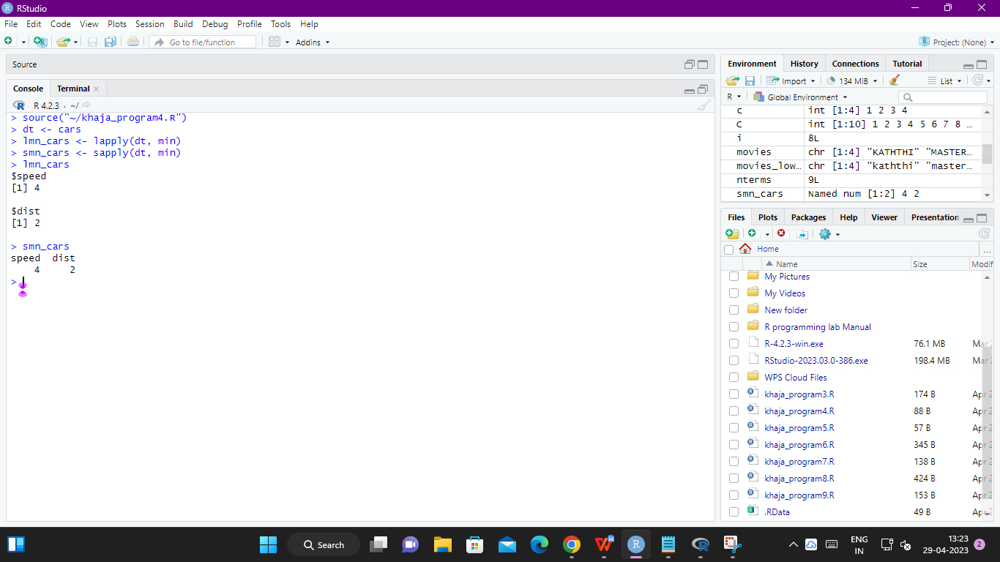 RStudio
File Edit Code View Plots Session Build Debug Profile Tools Help
Go to file/function Addins Project: (None)
Source
Console Terminal
R 4.2.3 · ~/
> source("~/khaja_program4.R")
> dt <- cars
> lmn_cars <- lapply(dt, min)
> smn_cars <- sapply(dt, min)
> lmn_cars
$speed
[1] 4
$dist
[1] 2
> smn_cars
speed dist
4 2
>
Environment History Connections Tutorial
Import 134 MiB List
R Global Environment
c int [1:4] 1 2 3 4
C int [1:10] 1 2 3 4 5 6 7 8 …
i 8L
movies chr [1:4] "KATHTHI" "MASTER…
movies_low… chr [1:4] "kaththi" "master…
nterms 9L
smn_cars Named num [1:2] 4 2
Files Plots Packages Help Viewer Presentation
Home ...
Name Size Modif
My Pictures
My Videos
New folder
R programming lab Manual
R-4.2.3-win.exe 76.1 MB Mar
RStudio-2023.03.0-386.exe 198.4 MB Mar
WPS Cloud Files
khaja_program3.R 174 B Apr 2
khaja_program4.R 88 B Apr 2
khaja_program5.R 57 B Apr 2
khaja_program6.R 345 B Apr 2
khaja_program7.R 138 B Apr 2
khaja_program8.R 424 B Apr 2
khaja_program9.R 153 B Apr 2
.RData 49 B Apr 2
Search
ENG
IN
13:23
29-04-2023 2